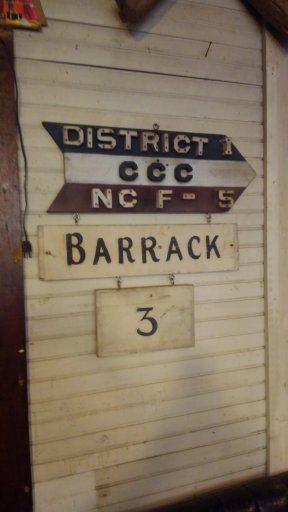 DISTRICT 1
CCC
NC F-5
BARRACK
3